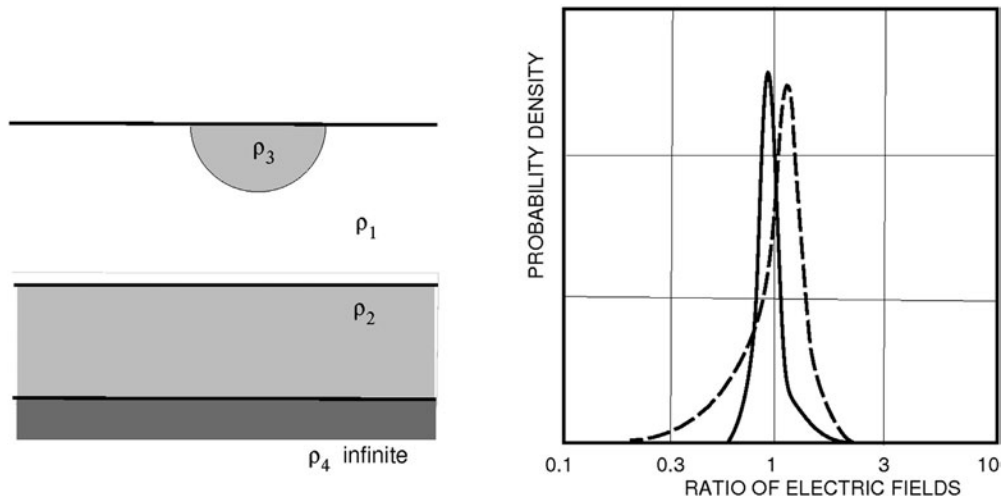 ρ3
ρ1
ρ2
ρ4 infinite
PROBABILITY DENSITY
0.1 0.3 1 3 10
RATIO OF ELECTRIC FIELDS